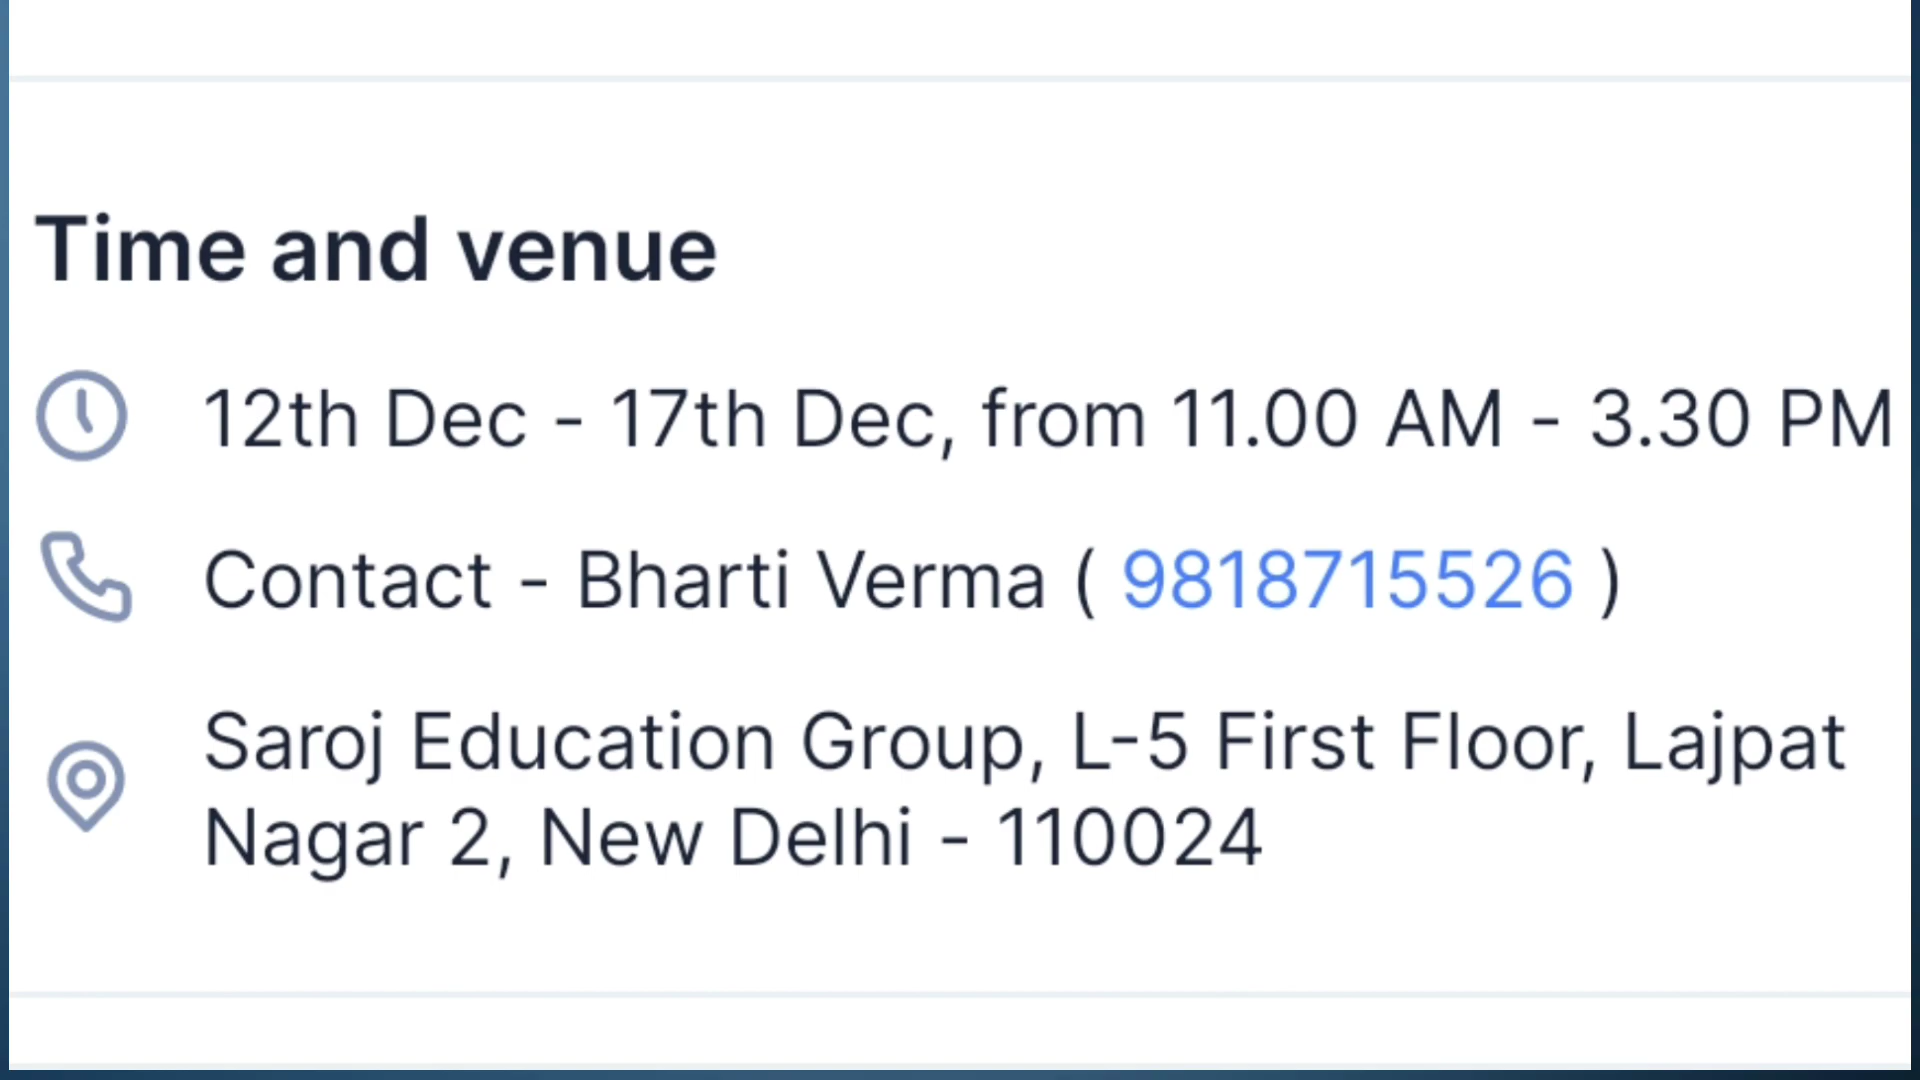 Time and venue
12th Dec - 17th Dec, from 11.00 AM - 3.30 PM
Contact - Bharti Verma ( 9818715526 )
Saroj Education Group, L-5 First Floor, Lajpat
Nagar 2, New Delhi - 110024